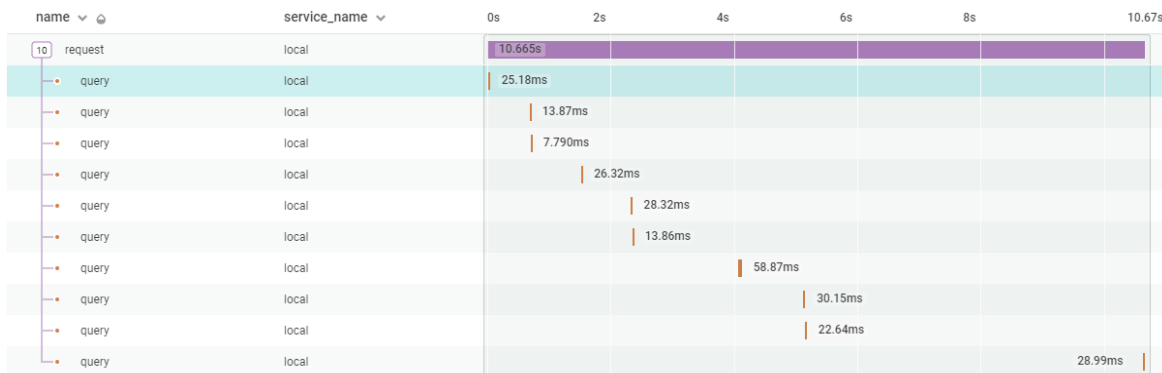 name service_name 0s 2s 4s 6s 8s 10.67s
10 request local 10.665s
query local 25.18ms
query local 13.87ms
query local 7.790ms
query local 26.32ms
query local 28.32ms
query local 13.86ms
query local 58.87ms
query local 30.15ms
query local 22.64ms
query local 28.99ms